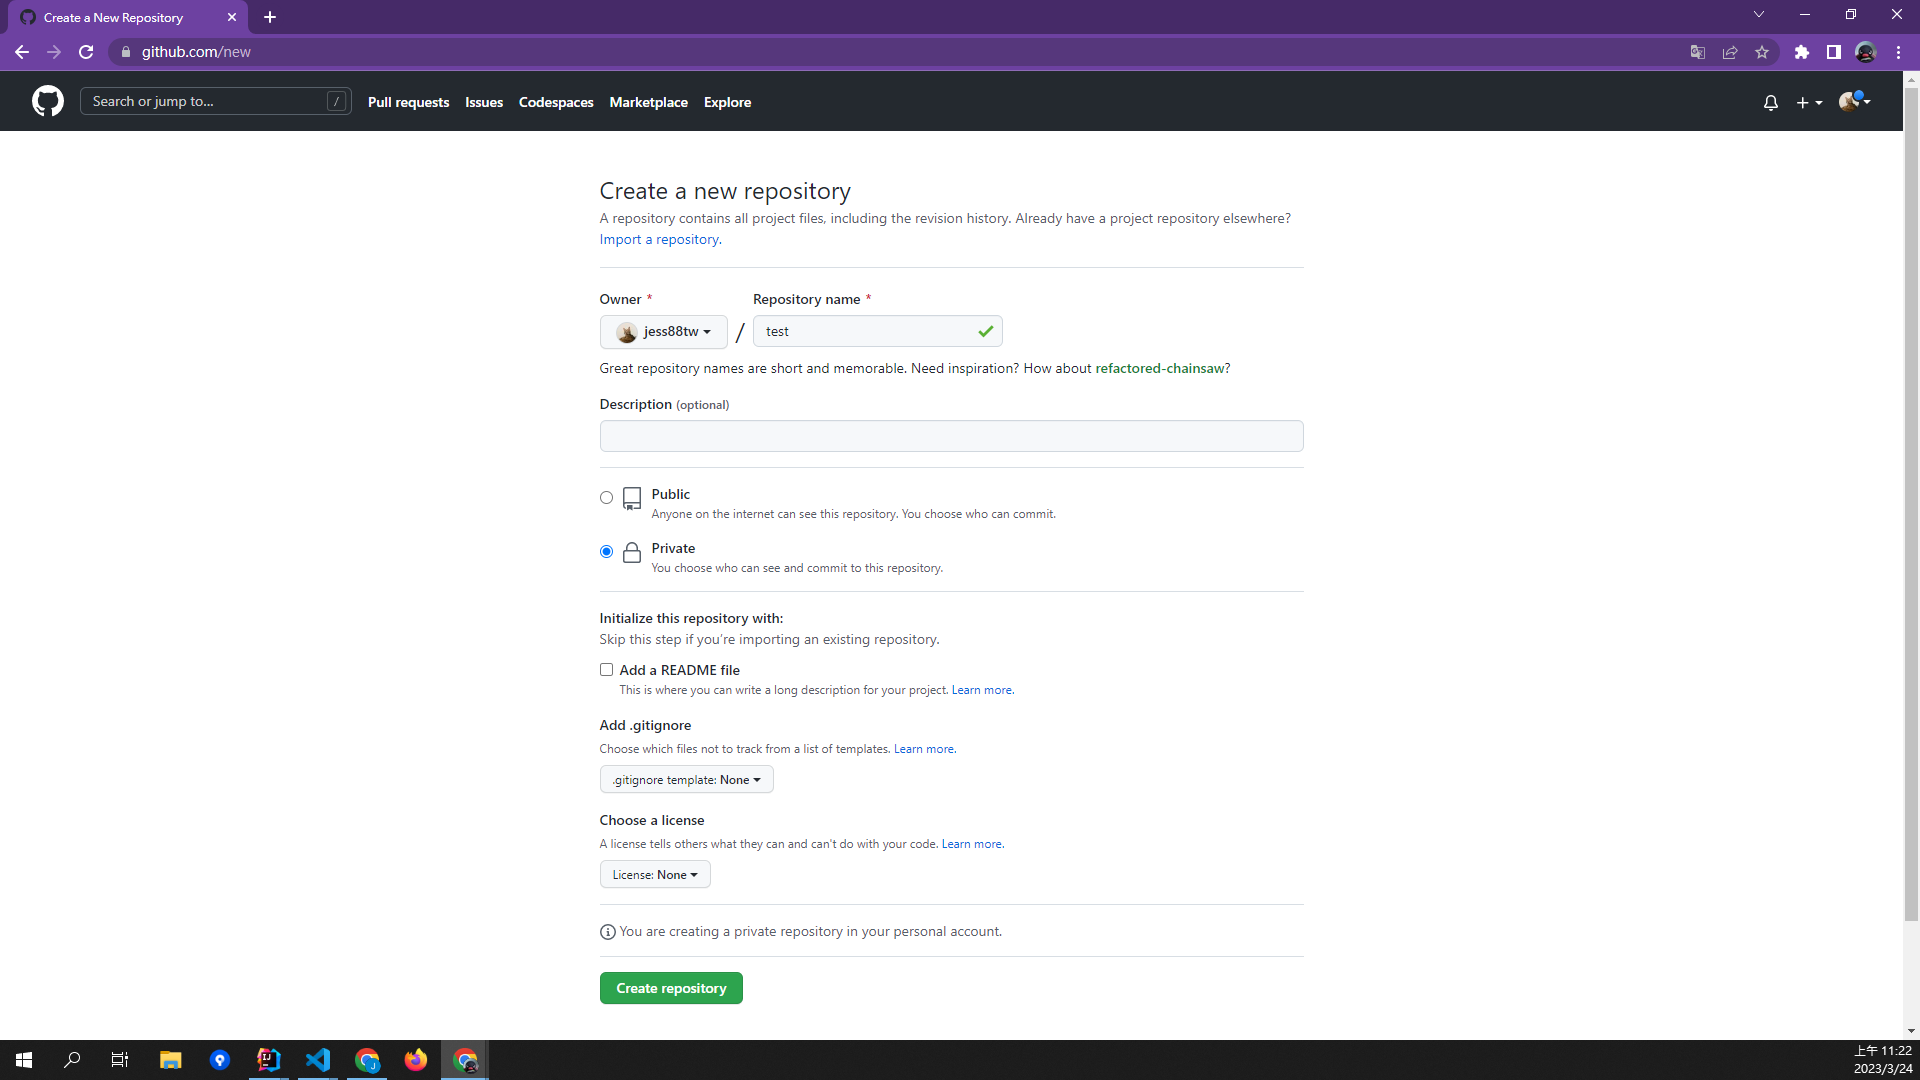 Create a New Repository
github.com/new
Search or jump to...
/
Pull requests
Issues
Codespaces
Marketplace
Explore
Create a new repository
A repository contains all project files, including the revision history. Already have a project repository elsewhere?
Import a repository.
Owner *
Repository name *
jess88tw
/
test
Great repository names are short and memorable. Need inspiration? How about refactored-chainsaw?
Description (optional)
Public
Anyone on the internet can see this repository. You choose who can commit.
Private
You choose who can see and commit to this repository.
Initialize this repository with:
Skip this step if you're importing an existing repository.
Add a README file
This is where you can write a long description for your project. Learn more.
Add .gitignore
Choose which files not to track from a list of templates. Learn more.
.gitignore template: None
Choose a license
A license tells others what they can and can't do with your code. Learn more.
License: None
You are creating a private repository in your personal account.
Create repository
IJ
J
上午 11:22
2023/3/24